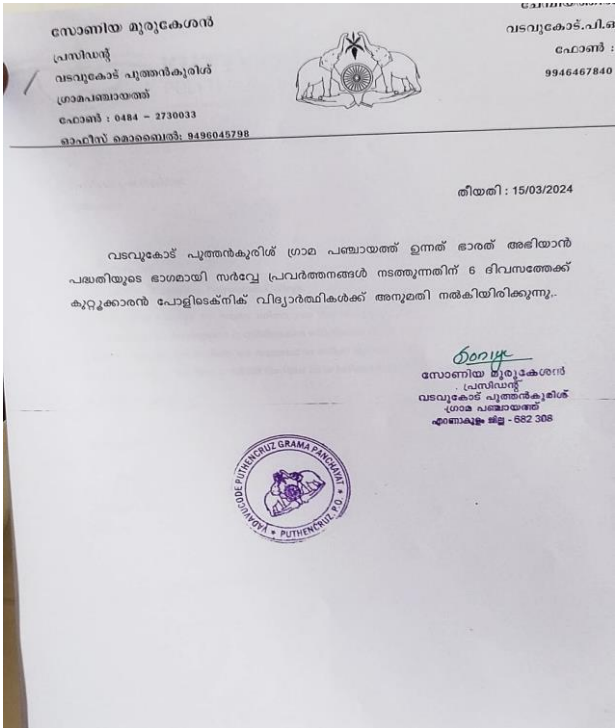 സോണിയ മുരുകേശൻ
പ്രസിഡന്റ്
വടവുകോട് പുത്തൻകുരിശ്
ഗ്രാമപഞ്ചായത്ത്
ഫോൺ : 0484 – 2730033
ഓഫീസ് മൊബൈൽ: 9496045798
വടവുകോട്.പി.ഒ
ഫോൺ :
9946467840
തീയതി : 15/03/2024
വടവുകോട് പുത്തൻകുരിശ് ഗ്രാമ പഞ്ചായത്ത് ഉന്നത് ഭാരത് അഭിയാൻ
പദ്ധതിയുടെ ഭാഗമായി സർവ്വേ പ്രവർത്തനങ്ങൾ നടത്തുന്നതിന് 6 ദിവസത്തേക്ക്
കുറ്റൂക്കാരൻ പോളിടെക്നിക് വിദ്യാർത്ഥികൾക്ക് അനുമതി നൽകിയിരിക്കുന്നു..
സോണിയ മുരുകേശൻ
പ്രസിഡന്റ്
വടവുകോട് പുത്തൻകുരിശ്
ഗ്രാമ പഞ്ചായത്ത്
എറണാകുളം ജില്ല - 682 308
VADAVUCODE PUTHENCRUZ GRAMA PANCHAYAT
PUTHENCRUZ. P.O.